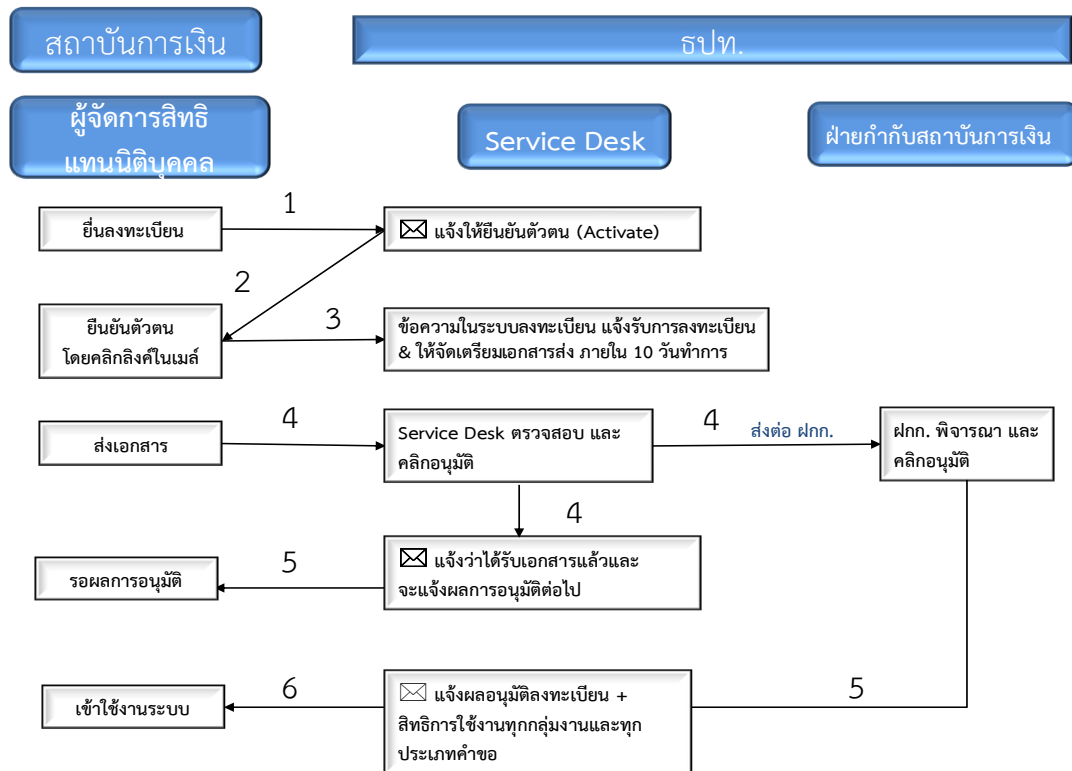 สถาบันการเงิน
ธปท.
ผู้จัดการสิทธิ
แทนนิติบุคคล
Service Desk
ฝ่ายกำกับสถาบันการเงิน
1
ยื่นลงทะเบียน
แจ้งให้ยืนยันตัวตน (Activate)
2
ยืนยันตัวตน
โดยคลิกลิงค์ในเมล์
3
ข้อความในระบบลงทะเบียน แจ้งรับการลงทะเบียน
& ให้จัดเตรียมเอกสารส่ง ภายใน 10 วันทำการ
ส่งเอกสาร
4
Service Desk ตรวจสอบ และ
คลิกอนุมัติ
4
ส่งต่อ ฝกก.
ฝกก. พิจารณา และ
คลิกอนุมัติ
4
รอผลการอนุมัติ
5
แจ้งว่าได้รับเอกสารแล้วและ
จะแจ้งผลการอนุมัติต่อไป
เข้าใช้งานระบบ
6
แจ้งผลอนุมัติลงทะเบียน +
สิทธิการใช้งานทุกกลุ่มงานและทุก
ประเภทคำขอ
5